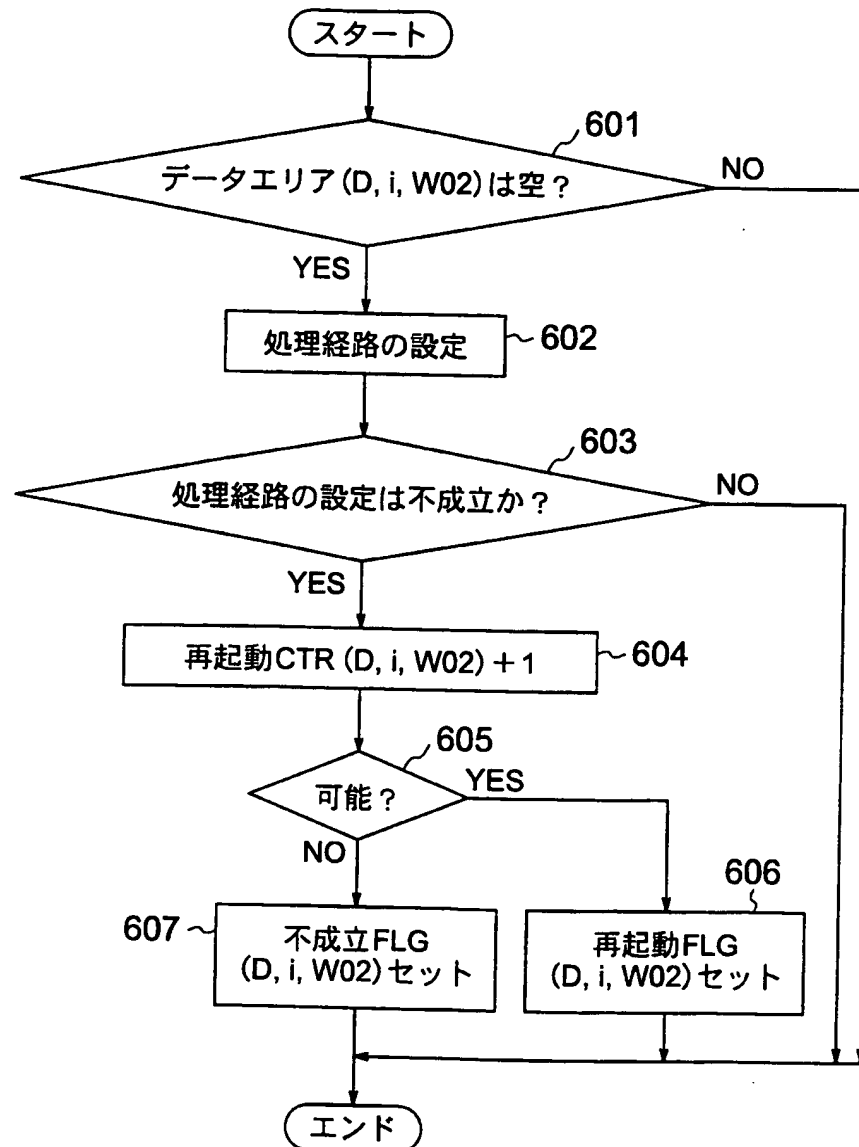 スタート
601
データエリア(D, i, W02)は空?
NO
YES
処理経路の設定
602
603
処理経路の設定は不成立か?
NO
YES
再起動CTR (D, i, W02)+1
604
605
可能?
YES
NO
606
607
不成立FLG
(D, i, W02)セット
再起動FLG
(D, i, W02)セット
エンド